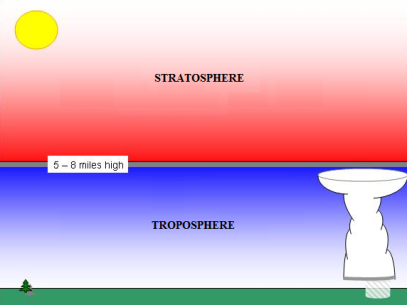 STRATOSPHERE
5 – 8 miles high
TROPOSPHERE